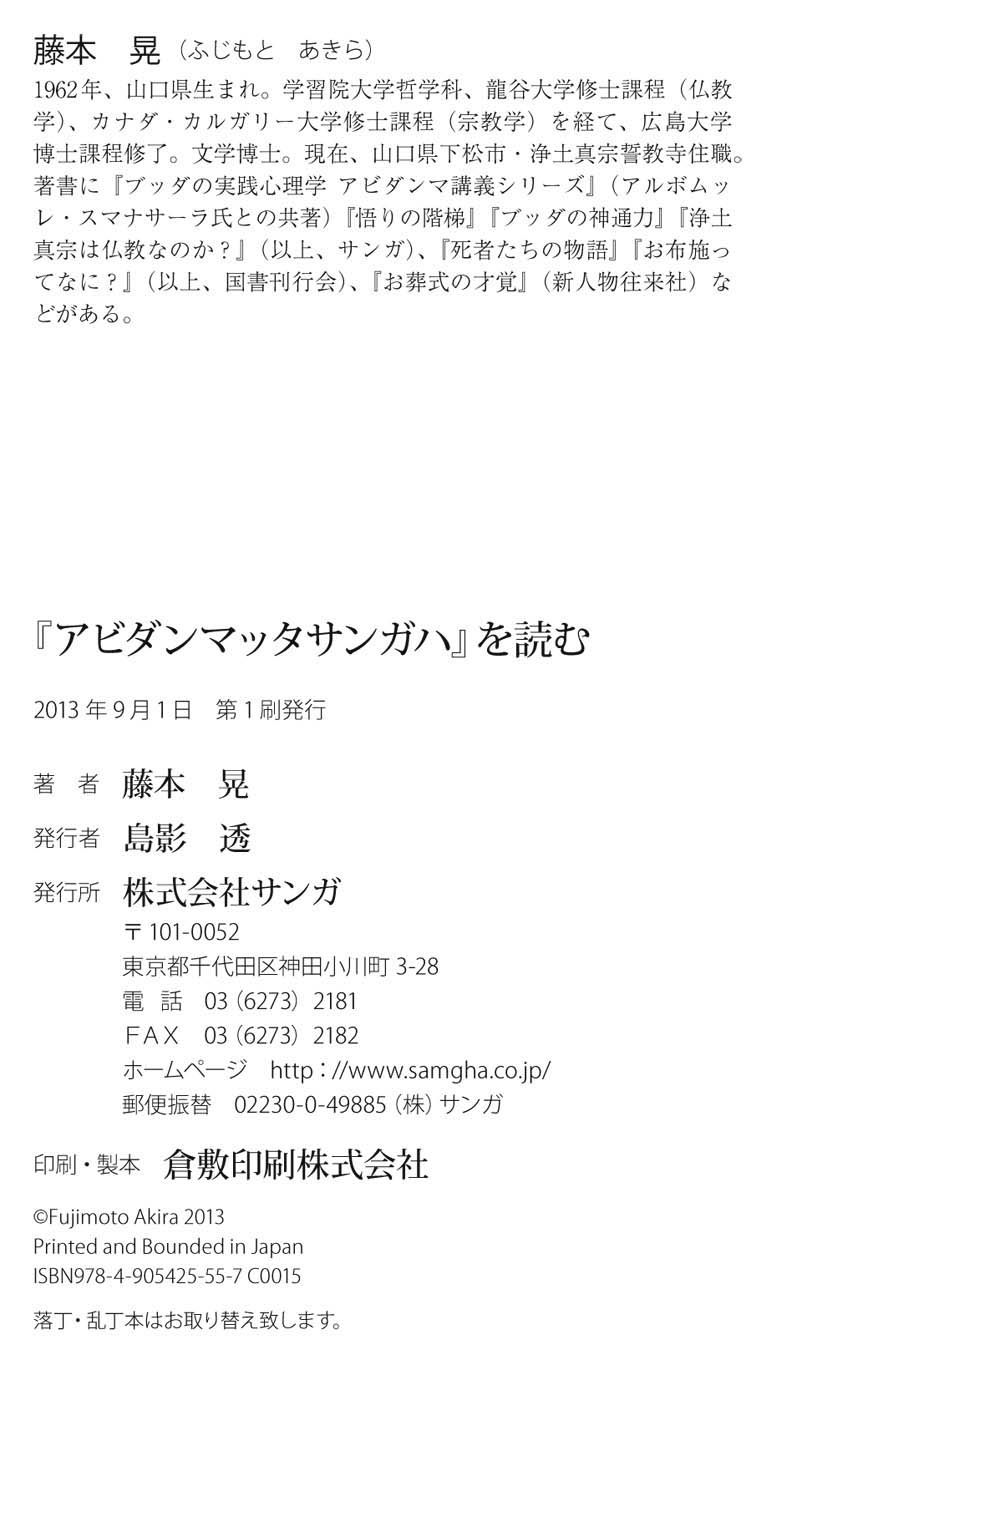 藤本　晃（ふじもと　あきら）
1962年、山口県生まれ。学習院大学哲学科、龍谷大学修士課程（仏教
学）、カナダ・カルガリー大学修士課程（宗教学）を経て、広島大学
博士課程修了。文学博士。現在、山口県下松市・浄土真宗誓教寺住職。
著書に『ブッダの実践心理学 アビダンマ講義シリーズ』（アルボムッ
レ・スマナサーラ氏との共著）『悟りの階梯』『ブッダの神通力』『浄土
真宗は仏教なのか？』（以上、サンガ）、『死者たちの物語』『お布施っ
てなに？』（以上、国書刊行会）、『お葬式の才覚』（新人物往来社）な
どがある。
『アビダンマッタサンガハ』を読む
2013年9月1日　第1刷発行
著　者　藤本　晃
発行者　島影　透
発行所　株式会社サンガ
〒101-0052
東京都千代田区神田小川町3-28
電　話　03（6273）2181
ＦＡＸ　03（6273）2182
ホームページ　http：//www.samgha.co.jp/
郵便振替　02230-0-49885（株）サンガ
印刷・製本　倉敷印刷株式会社
©Fujimoto Akira 2013
Printed and Bounded in Japan
ISBN978-4-905425-55-7 C0015
落丁・乱丁本はお取り替え致します。